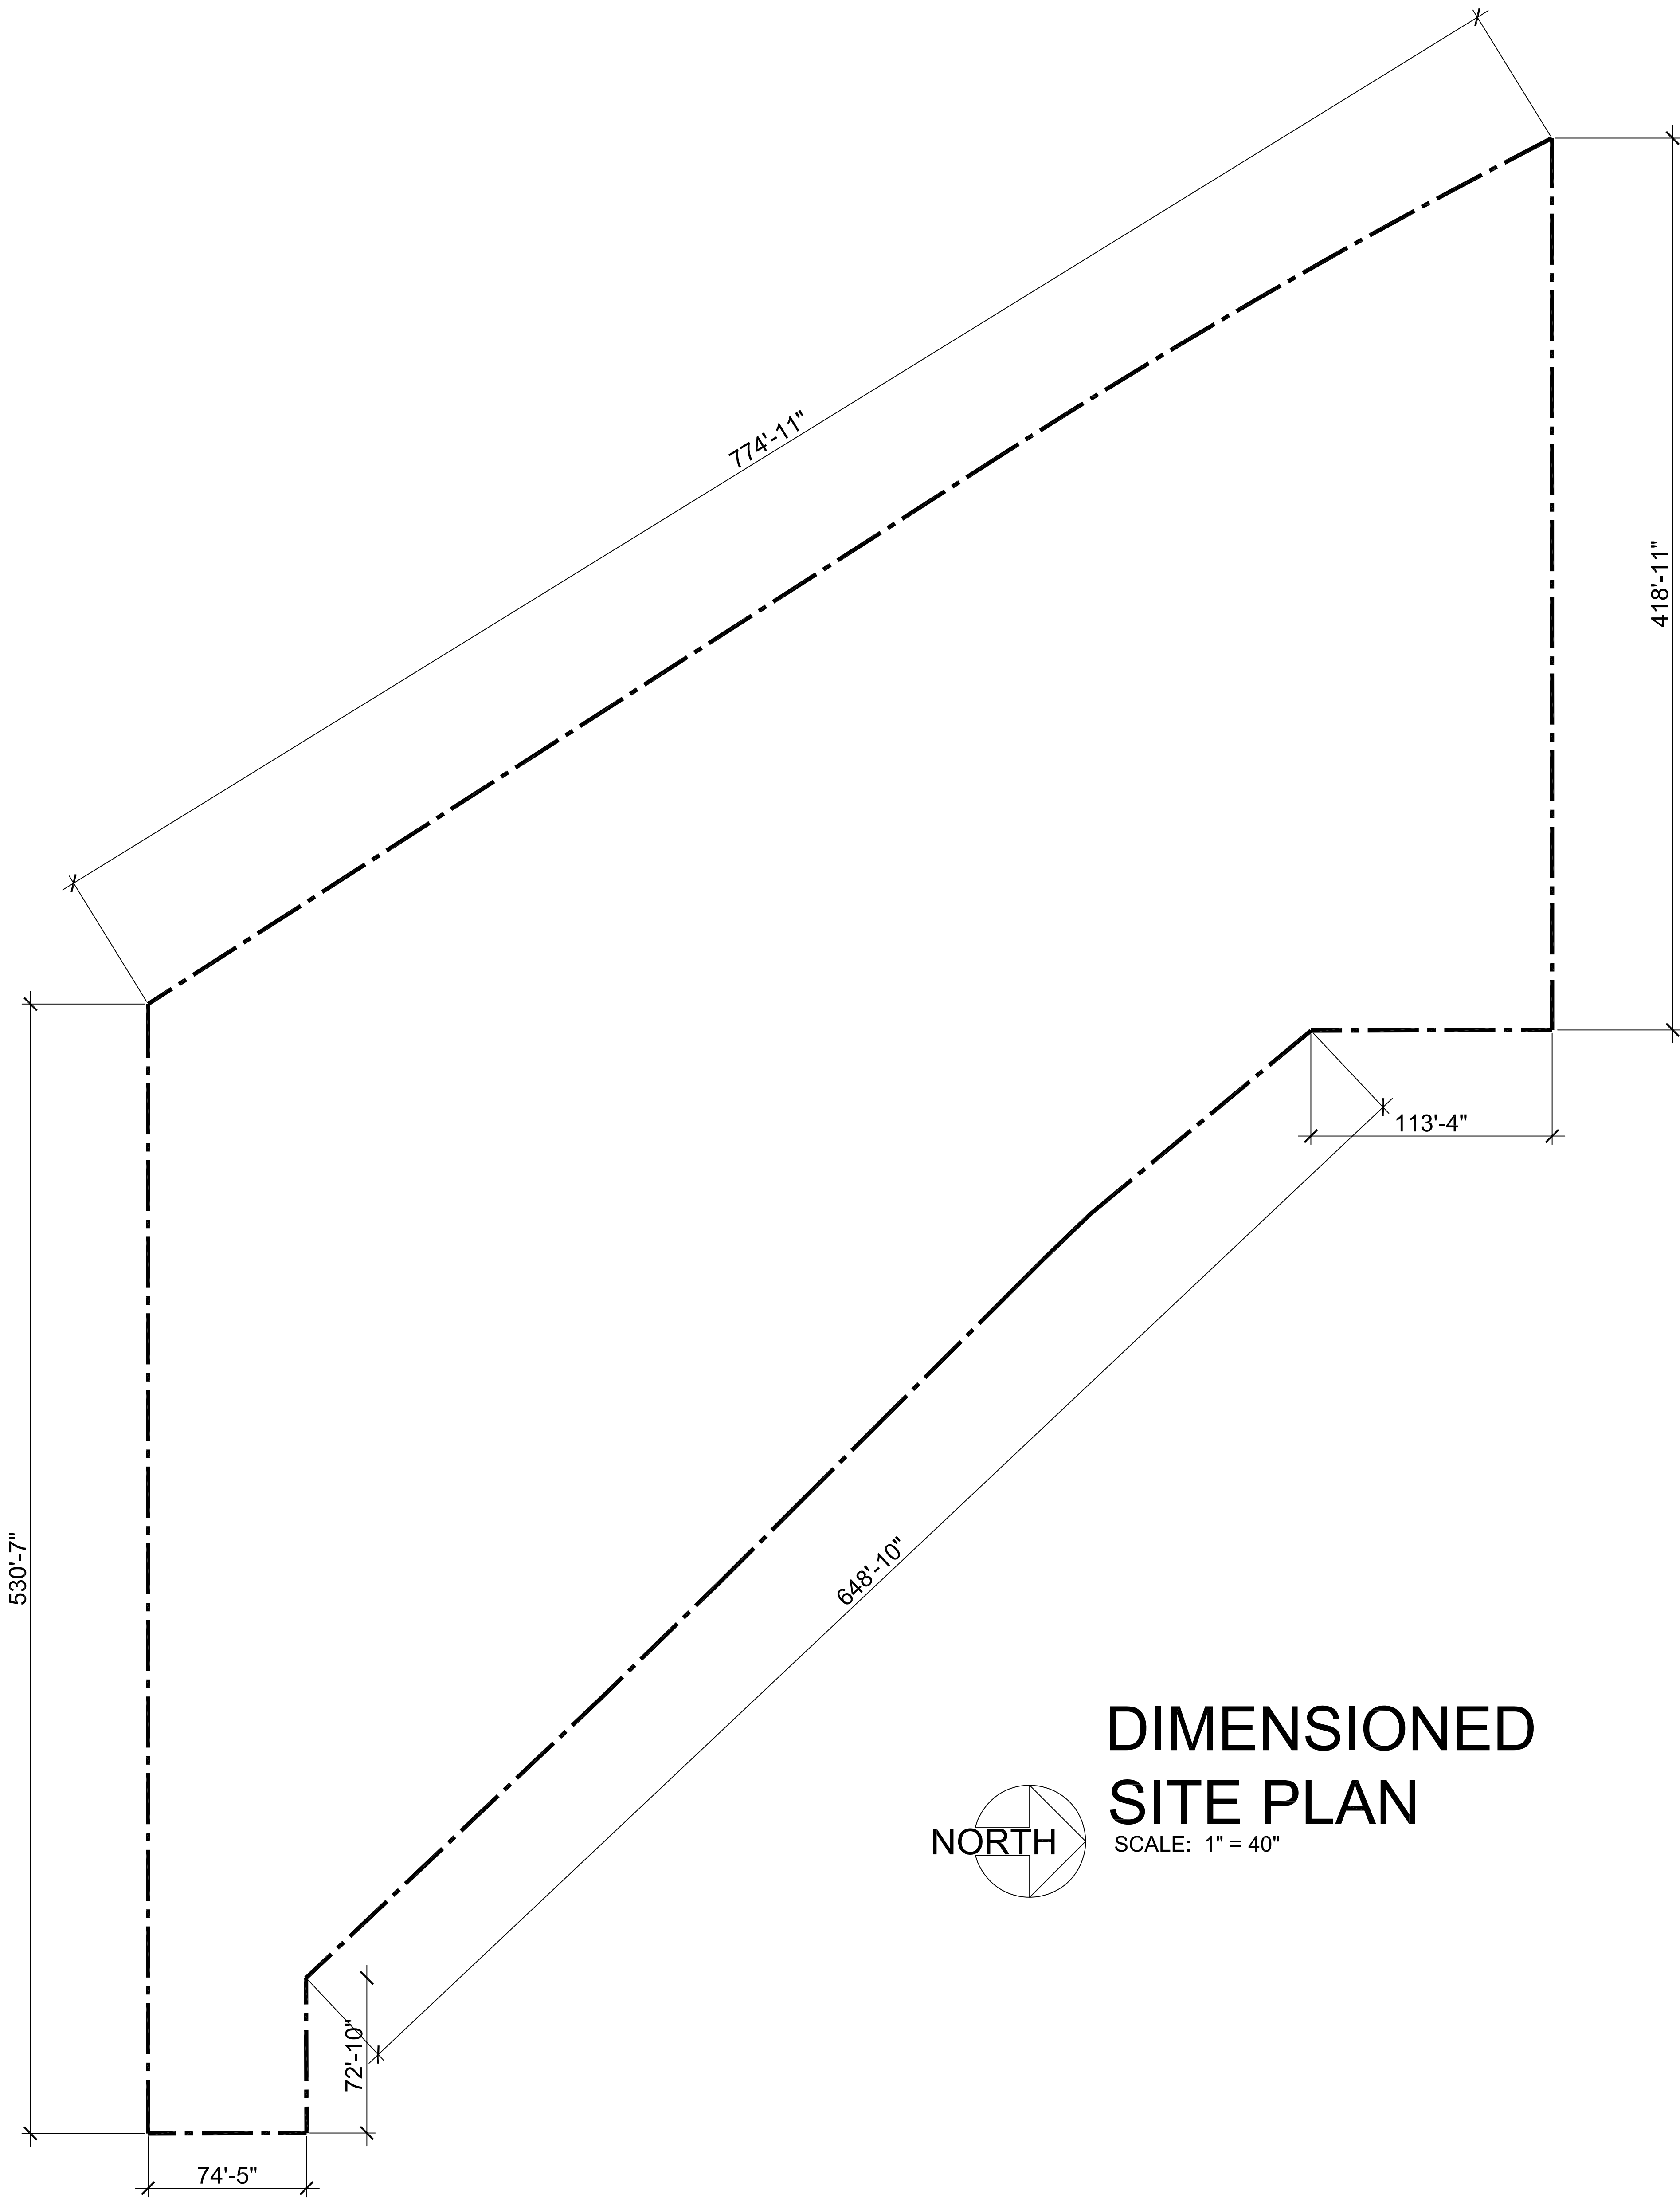 774'-11"
418'-11"
113'-4"
530'-7"
648'-10"
DIMENSIONED
SITE PLAN
NORTH
SCALE: 1" = 40"
72'-10"
74'-5"